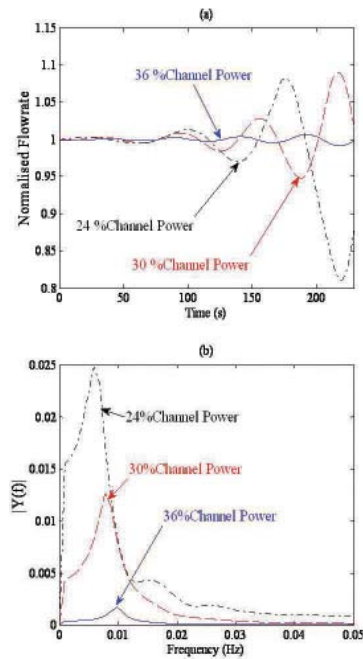 (a)
1.15
1.1
1.05
1
0.95
0.9
0.85
0.8
Normalised Flowrate
36 %Channel Power
24 %Channel Power
30 %Channel Power
0 50 100 150 200
Time (s)
(b)
0.025
0.02
0.015
0.01
0.005
0
|Y(f)|
24%Channel Power
30%Channel Power
36%Channel Power
0 0.01 0.02 0.03 0.04 0.05
Frequency (Hz)